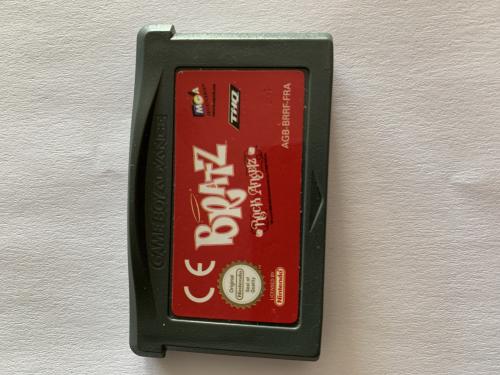 GAME BOY ADVANCE
MGA
THQ
BRATZ
Rock Angelz
AGB-BRRF-FRA
CE
Original
Nintendo
Seal of
Quality
LICENSED BY
Nintendo